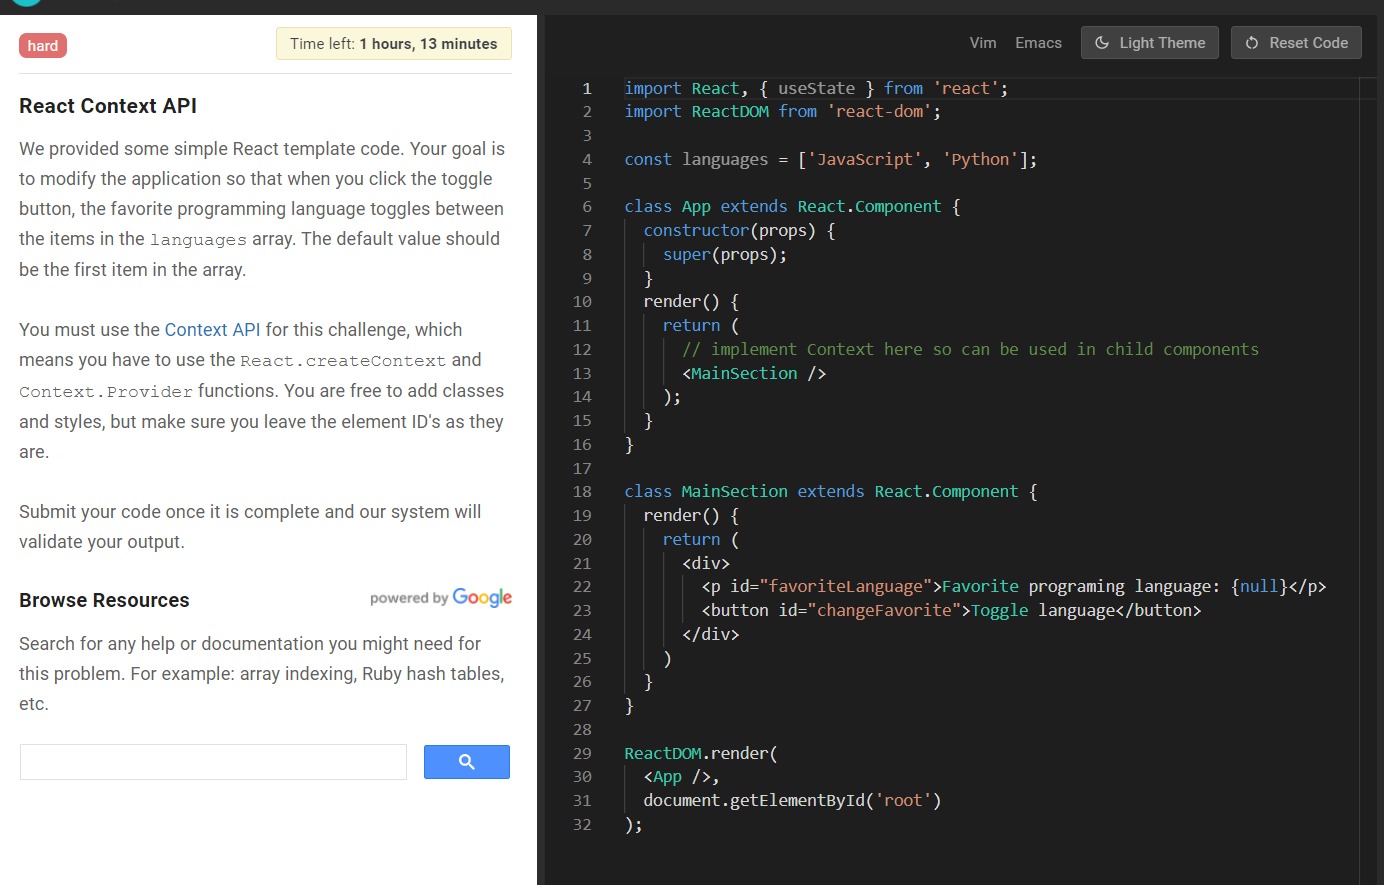 hard
Time left: 1 hours, 13 minutes
React Context API
We provided some simple React template code. Your goal is
to modify the application so that when you click the toggle
button, the favorite programming language toggles between
the items in the languages array. The default value should
be the first item in the array.
You must use the Context API for this challenge, which
means you have to use the React.createContext and
Context.Provider functions. You are free to add classes
and styles, but make sure you leave the element ID's as they
are.
Submit your code once it is complete and our system will
validate your output.
Browse Resources
powered by Google
Search for any help or documentation you might need for
this problem. For example: array indexing, Ruby hash tables,
etc.
Vim Emacs Light Theme Reset Code
1 import React, { useState } from 'react';
2 import ReactDOM from 'react-dom';
3
4 const languages = ['JavaScript', 'Python'];
5
6 class App extends React.Component {
7   constructor(props) {
8     super(props);
9   }
10   render() {
11     return (
12       // implement Context here so can be used in child components
13       <MainSection />
14     );
15   }
16 }
17
18 class MainSection extends React.Component {
19   render() {
20     return (
21       <div>
22         <p id="favoriteLanguage">Favorite programing language: {null}</p>
23         <button id="changeFavorite">Toggle language</button>
24       </div>
25     )
26   }
27 }
28
29 ReactDOM.render(
30   <App />,
31   document.getElementById('root')
32 );